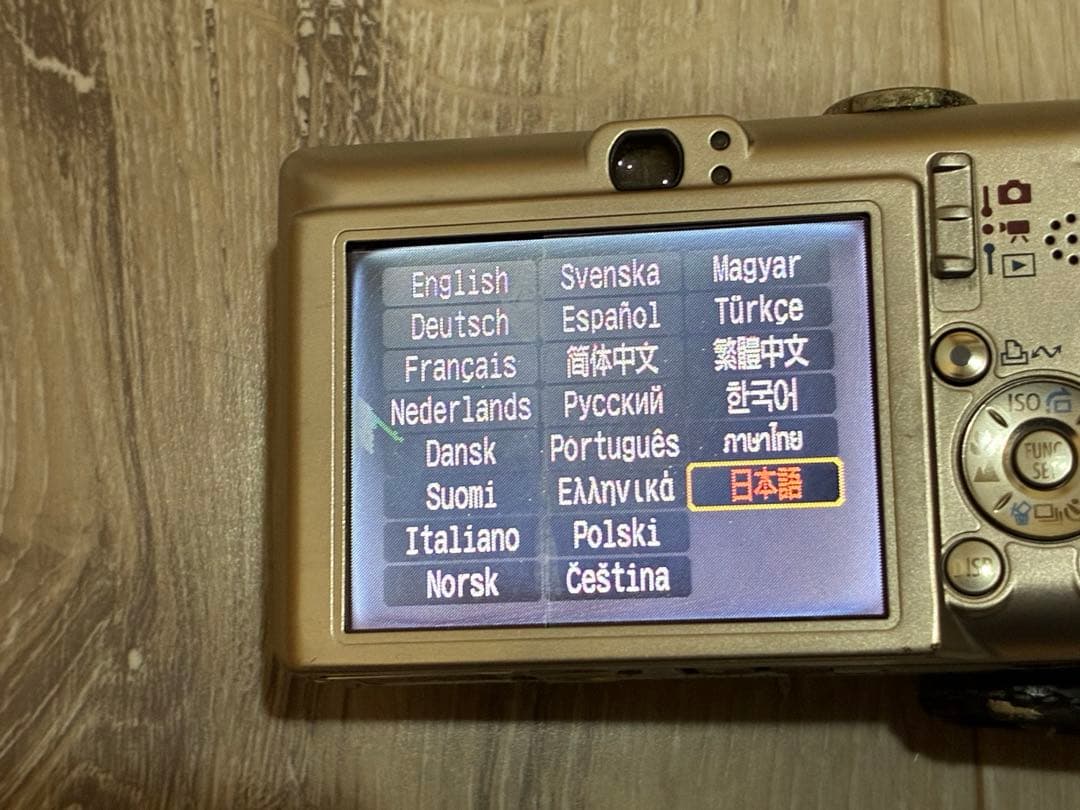 English
Deutsch
Français
Nederlands
Dansk
Suomi
Italiano
Norsk
Svenska
Español
简体中文
Русский
Português
Ελληνικά
Polski
Čeština
Magyar
Türkçe
繁體中文
한국어
ภาษาไทย
日本語
ISO
FUNC
SET
DISP